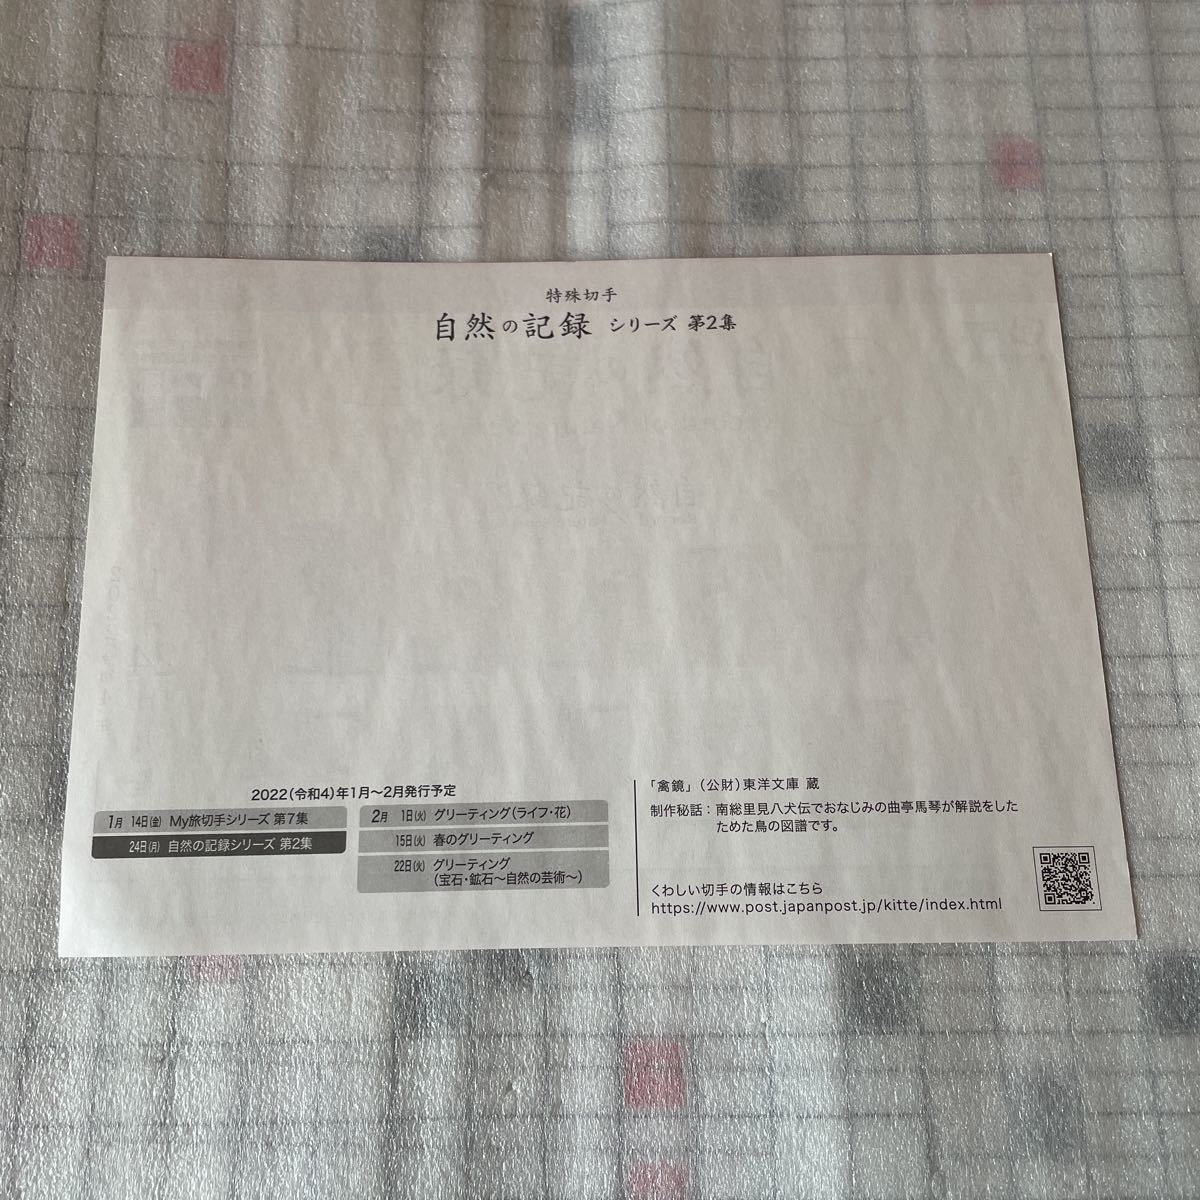 特殊切手
自然の記録 シリーズ 第2集
2022(令和4)年1月～2月発行予定
1月 14日(金) My旅切手シリーズ 第7集
24日(月) 自然の記録シリーズ 第2集
2月 1日(火) グリーティング(ライフ・花)
15日(火) 春のグリーティング
22日(火) グリーティング
(宝石・鉱石～自然の芸術～)
「禽鏡」(公財)東洋文庫 蔵
制作秘話：南総里見八犬伝でおなじみの曲亭馬琴が解説をした
ためた鳥の図譜です。
くわしい切手の情報はこちら
https://www.post.japanpost.jp/kitte/index.html